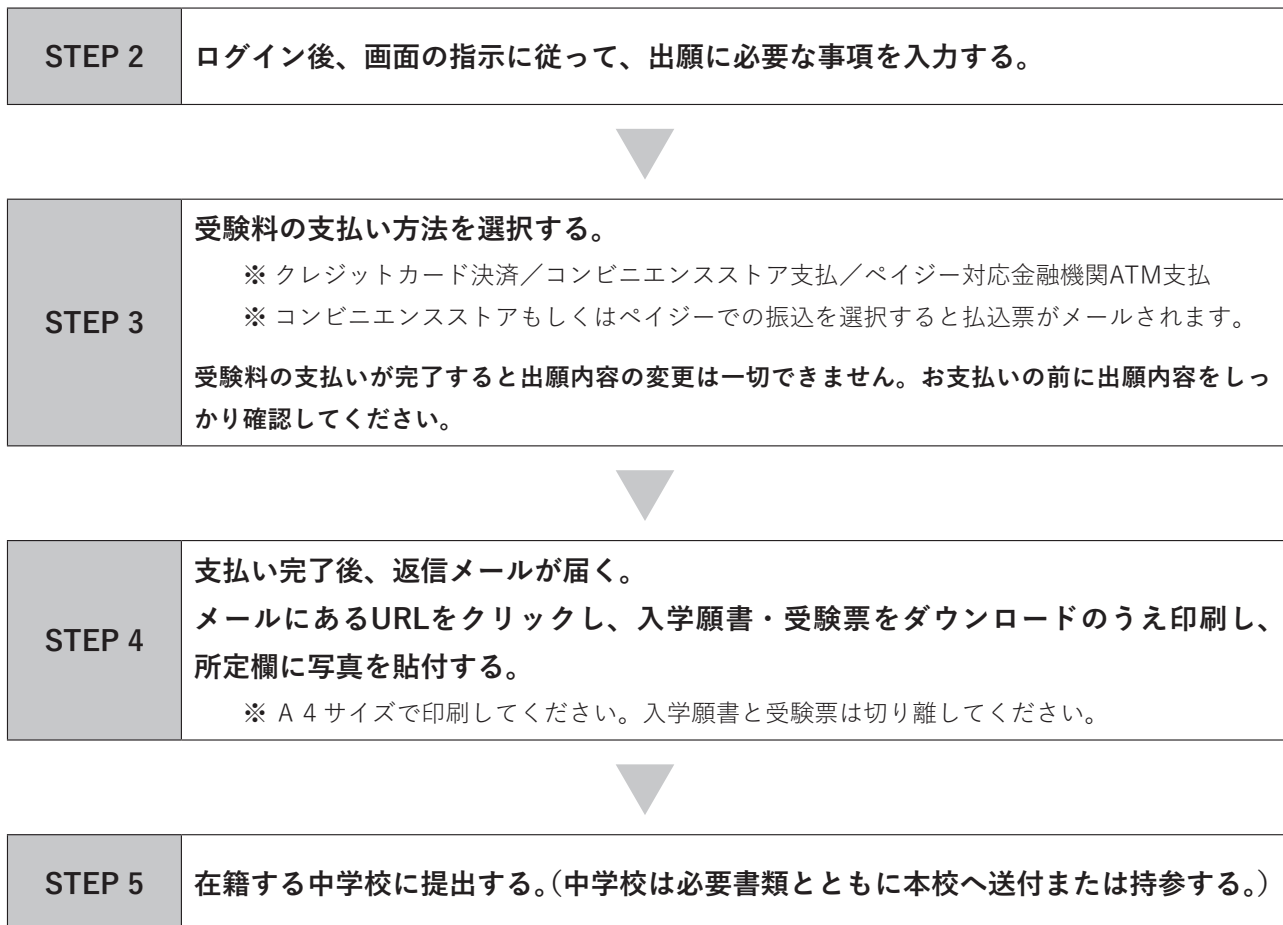 STEP 2
ログイン後、画面の指示に従って、出願に必要な事項を入力する。
STEP 3
受験料の支払い方法を選択する。
※ クレジットカード決済／コンビニエンスストア支払／ペイジー対応金融機関ATM支払
※ コンビニエンスストアもしくはペイジーでの振込を選択すると払込票がメールされます。
受験料の支払いが完了すると出願内容の変更は一切できません。お支払いの前に出願内容をしっ
かり確認してください。
STEP 4
支払い完了後、返信メールが届く。
メールにあるURLをクリックし、入学願書・受験票をダウンロードのうえ印刷し、
所定欄に写真を貼付する。
※ Ａ４サイズで印刷してください。入学願書と受験票は切り離してください。
STEP 5
在籍する中学校に提出する。（中学校は必要書類とともに本校へ送付または持参する。）